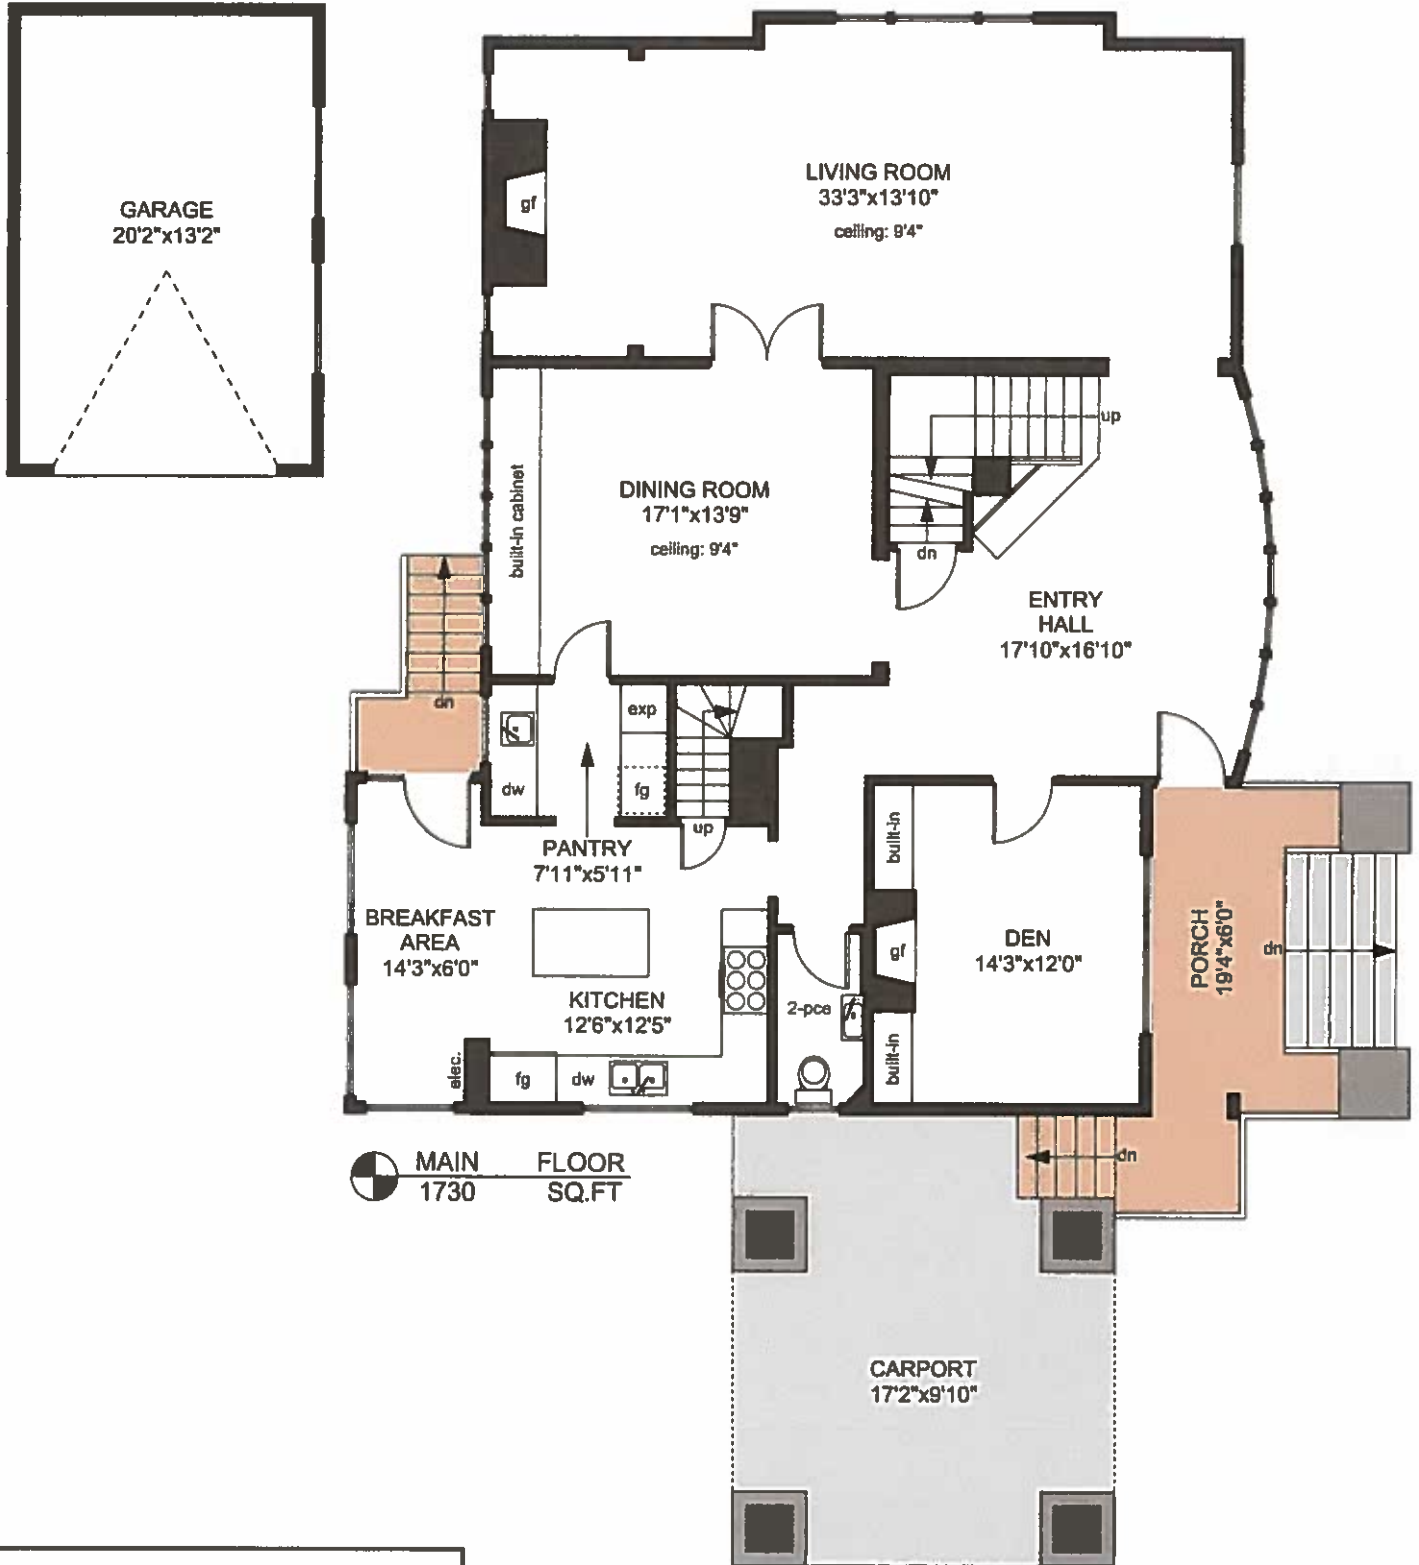 GARAGE
20'2"x13'2"
LIVING ROOM
33'3"x13'10"
ceiling: 9'4"
gf
up
built-in cabinet
DINING ROOM
17'1"x13'9"
ceiling: 9'4"
dn
ENTRY
HALL
17'10"x16'10"
dn
exp
dw
fg
up
PANTRY
7'11"x5'11"
built-in
BREAKFAST
AREA
14'3"x6'0"
KITCHEN
12'6"x12'5"
2-pce
gf
DEN
14'3"x12'0"
PORCH
19'4"x6'0"
dn
built-in
elec.
fg
dw
MAIN FLOOR
1730 SQ.FT
dn
CARPORT
17'2"x9'10"